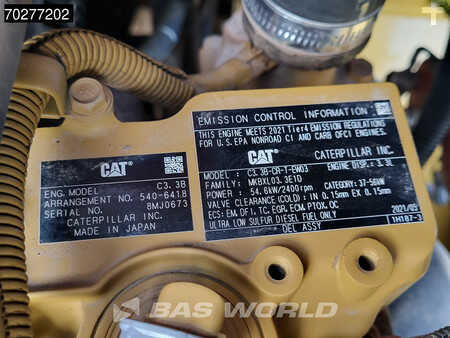 70277202
CAT
ENG. MODEL C3.3B
ARRANGEMENT NO. 540-6418
SERIAL NO. 8MJ0673
CATERPILLAR INC.
MADE IN JAPAN
EMISSION CONTROL INFORMATION
THIS ENGINE MEETS 2021 Tier4 EMISSION REGULATIONS
FOR U.S.EPA NONROAD CI AND CARB OFCI ENGINES.
CAT CATERPILLAR INC.
MODEL : C3.3B-CR-T-EW03 ENGINE DISP. : 3.3L
FAMILY : MKBXL03.3E1D CATEGORY: 37-56kW
POWER : 54.6kW/2400rpm
VALVE CLEARANCE (COLD) : IN 0.15mm EX 0.15mm
ECS: EM, DFI, TC, EGR, ECM, PTOX, OC
ULTRA LOW SULFUR DIESEL FUEL ONLY 2021/05
DEL ASSY 1H187-3
BAS WORLD